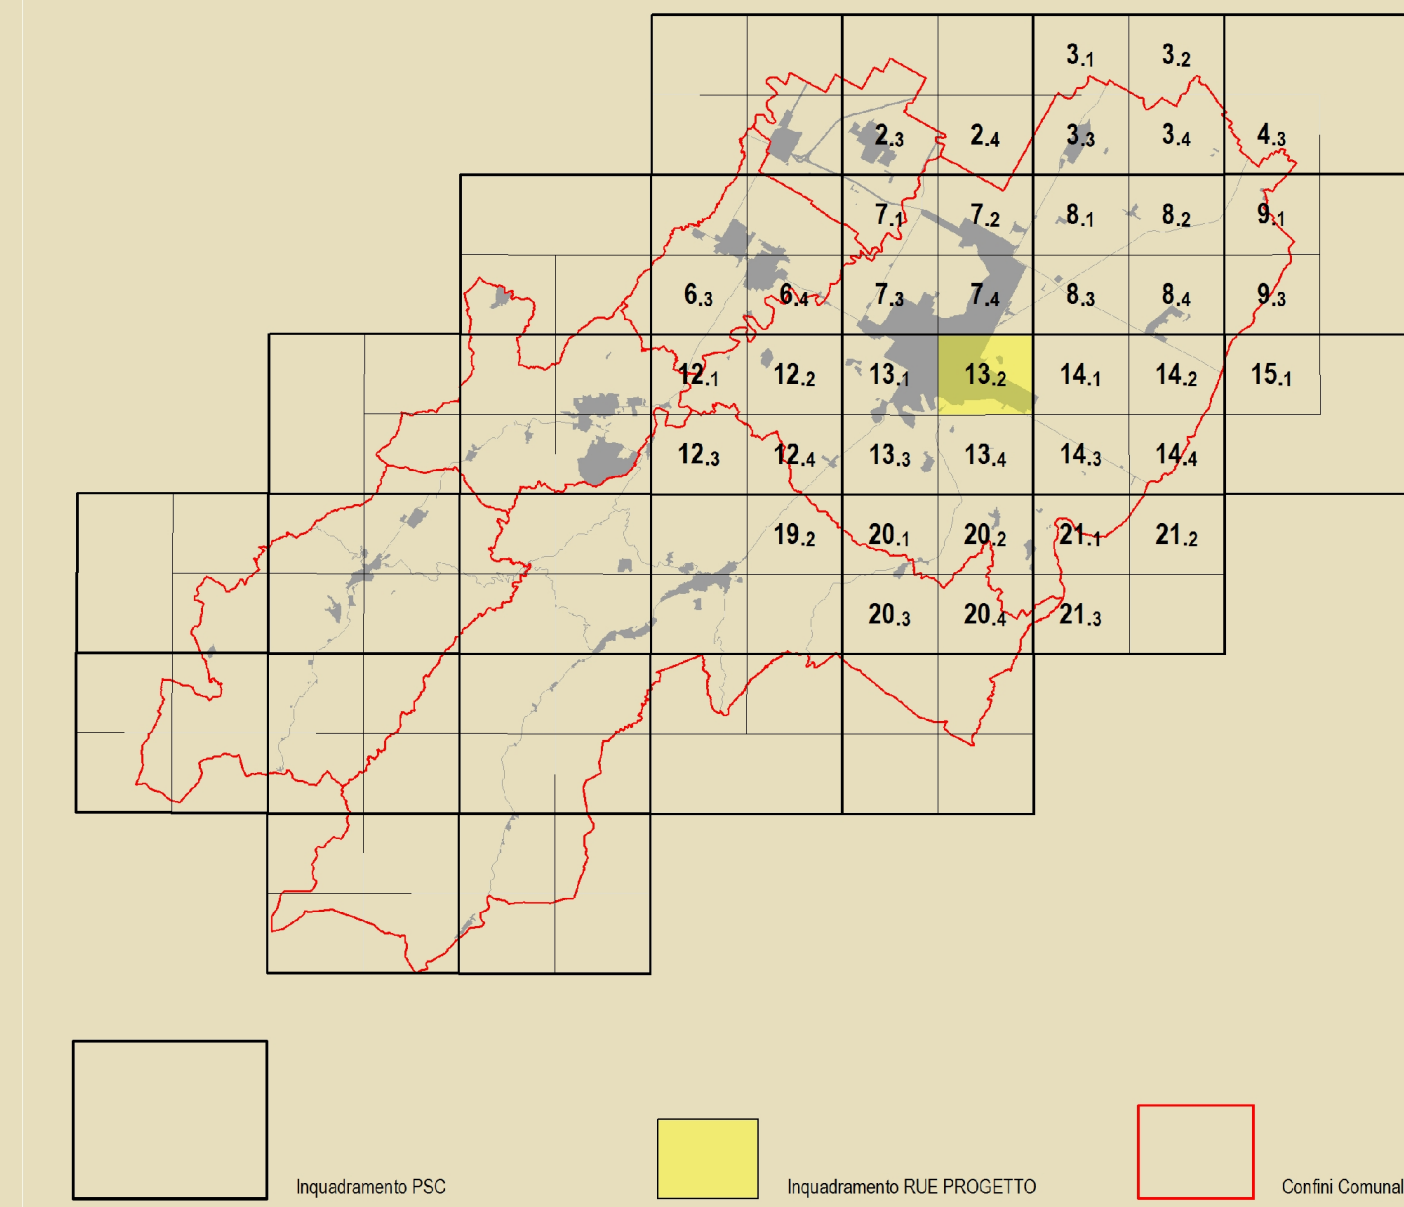 3.1 3.2
2.3 2.4 3.3 3.4 4.3
7.1 7.2 8.1 8.2 9.1
6.3 6.4 7.3 7.4 8.3 8.4 9.3
12.1 12.2 13.1 13.2 14.1 14.2 15.1
12.3 12.4 13.3 13.4 14.3 14.4
19.2 20.1 20.2 21.1 21.2
20.3 20.4 21.3
Inquadramento PSC Inquadramento RUE PROGETTO Confini Comunal